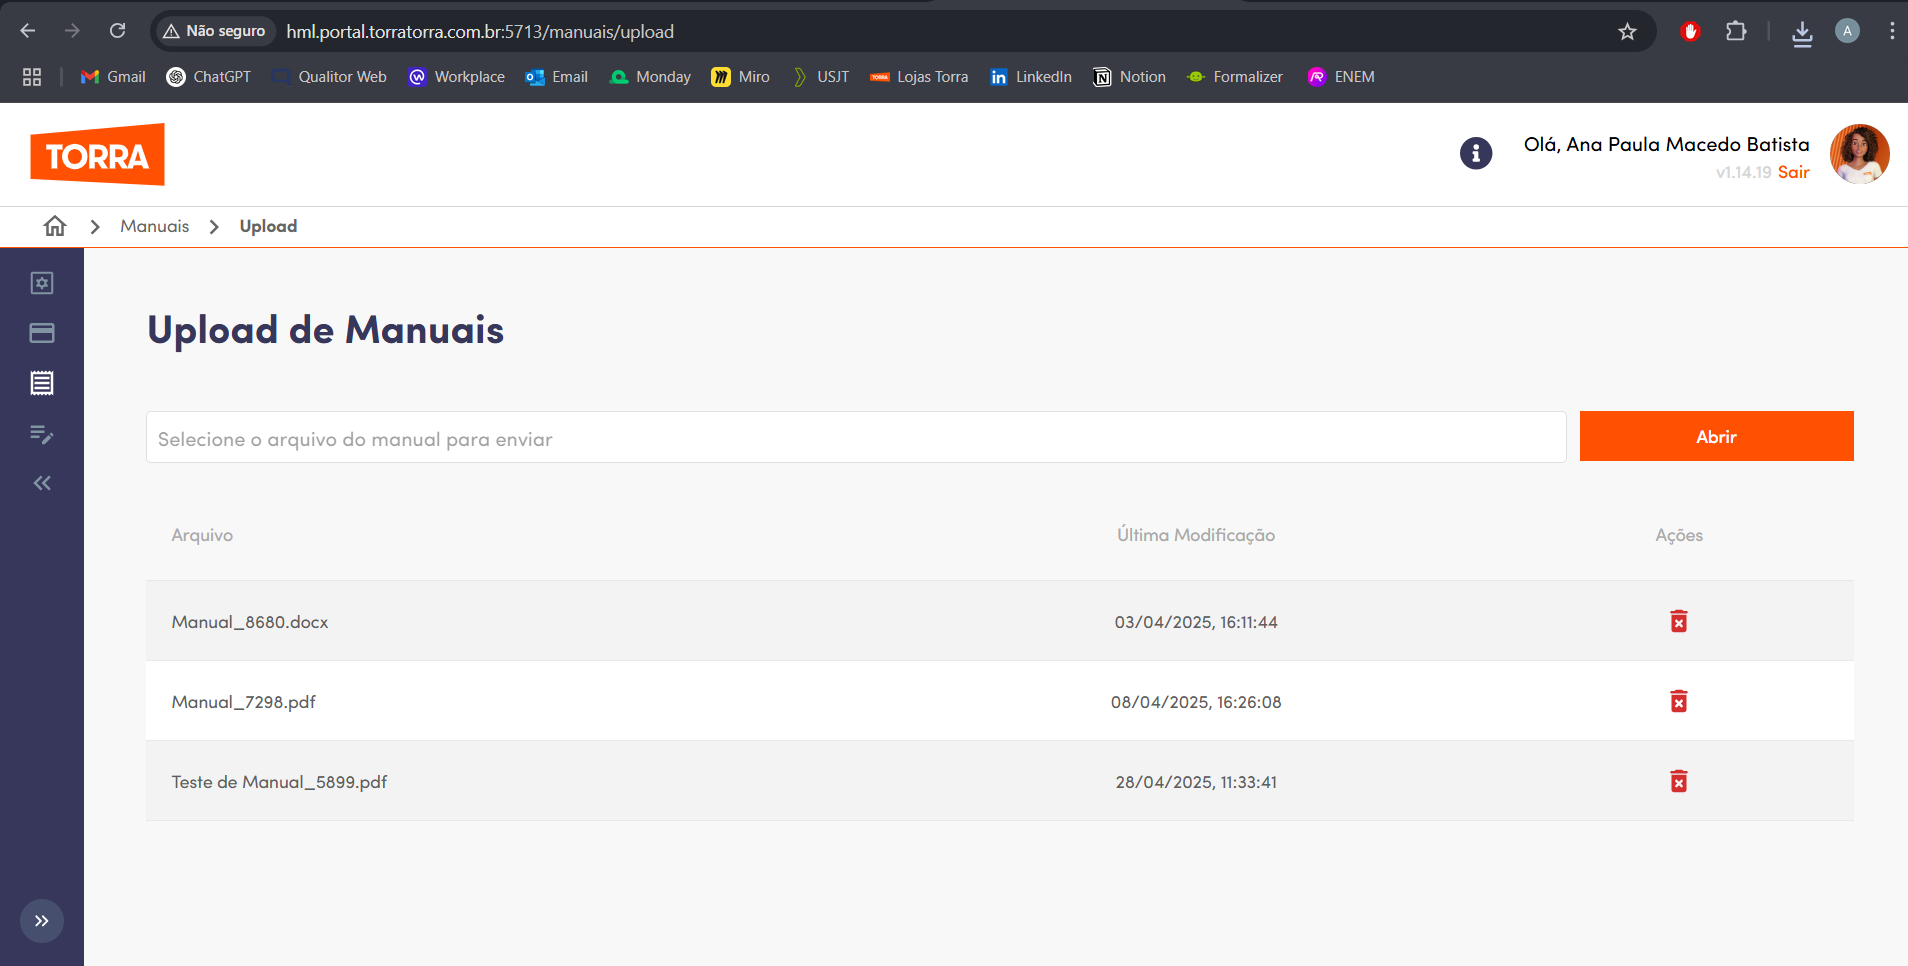 Não seguro hml.portal.torratorra.com.br:5713/manuais/upload A
Gmail ChatGPT Qualitor Web Workplace Email Monday Miro USJT Lojas Torra LinkedIn Notion Formalizer ENEM
TORRA
Olá, Ana Paula Macedo Batista
v1.14.19 Sair
Manuais Upload
Upload de Manuais
Selecione o arquivo do manual para enviar Abrir
Arquivo Última Modificação Ações
Manual_8680.docx 03/04/2025, 16:11:44
Manual_7298.pdf 08/04/2025, 16:26:08
Teste de Manual_5899.pdf 28/04/2025, 11:33:41